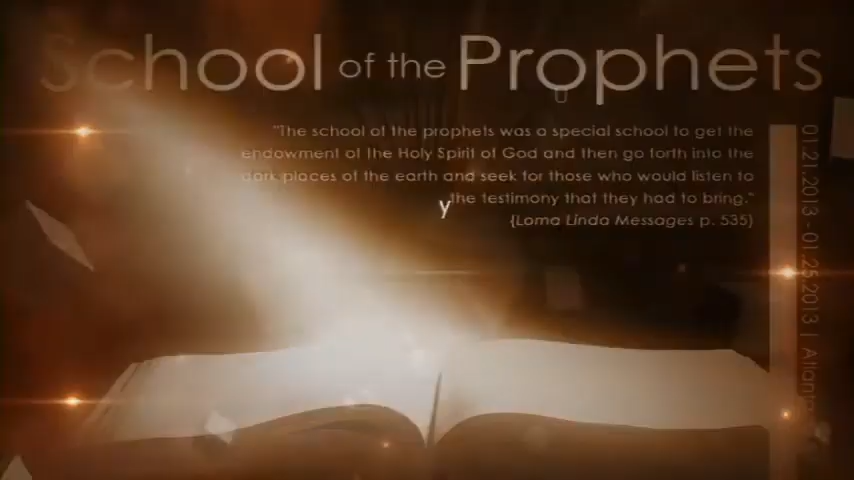 School of the Prophets
"The school of the prophets was a special school to get the
endowment of the Holy Spirit of God and then go forth into the
dark places of the earth and seek for those who would listen to
the testimony that they had to bring."
(Loma Linda Messages p. 535)
01.21.2013 - 01.25.2013 | Atlanta
y